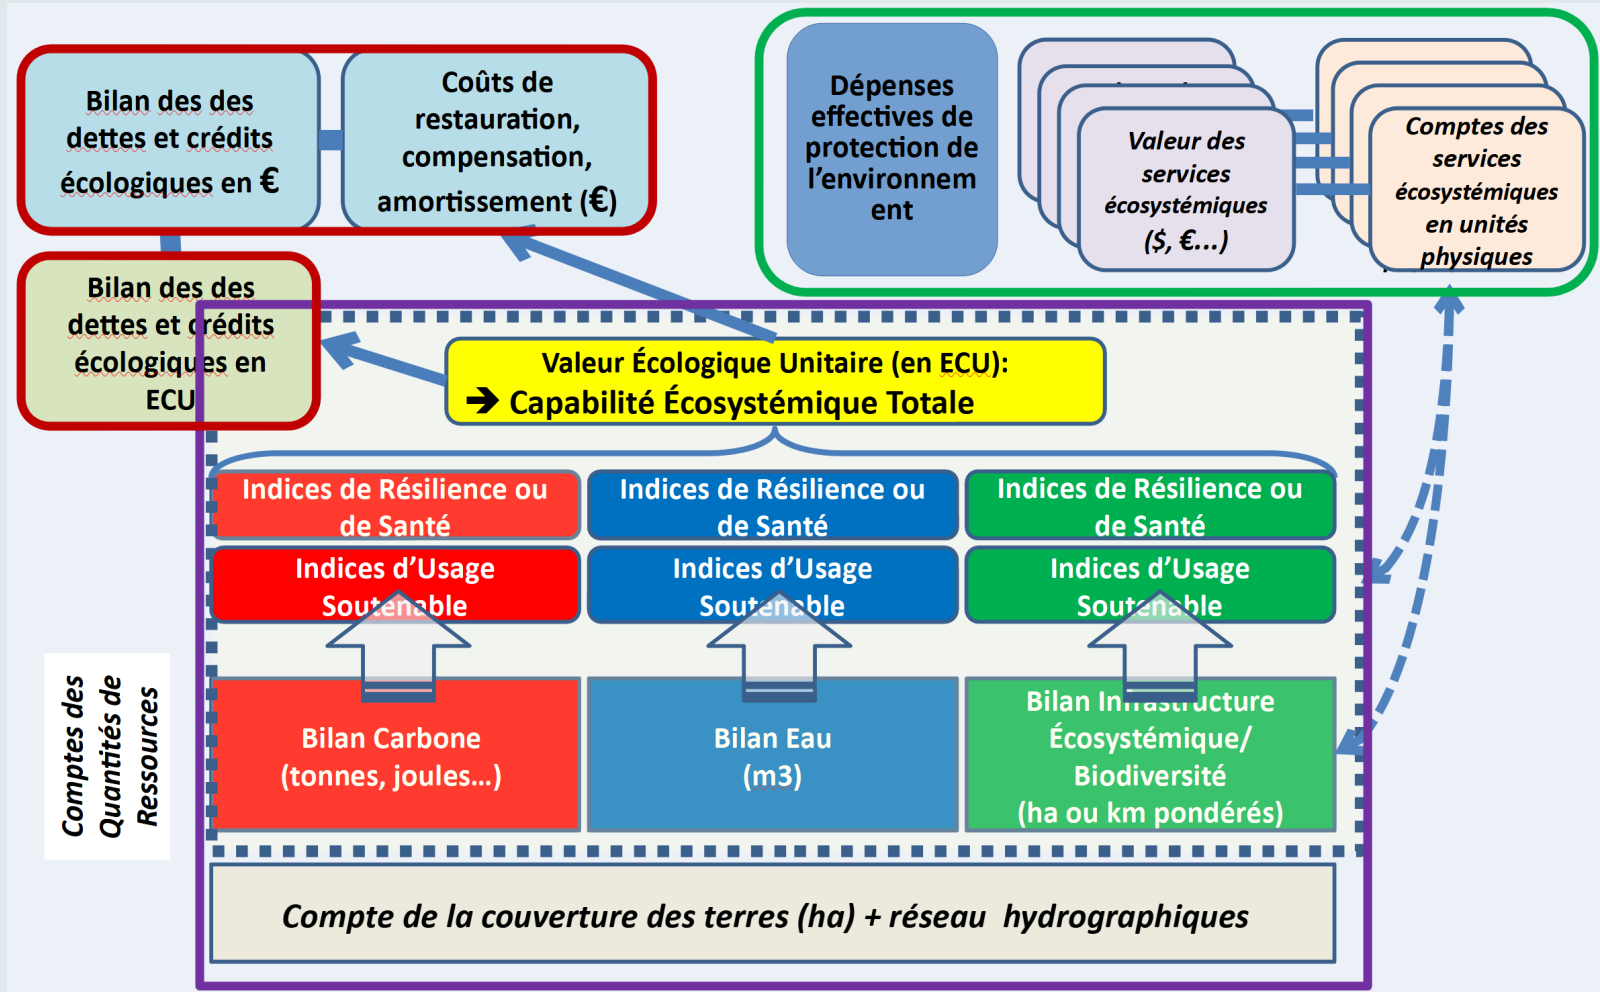 Bilan des des
dettes et crédits
écologiques en €
Coûts de
restauration,
compensation,
amortissement (€)
Dépenses
effectives de
protection de
l’environnem
ent
Valeur des
services
écosystémiques
($, €...)
Comptes des
services
écosystémiques
en unités
physiques
Bilan des des
dettes et crédits
écologiques en
ECU
Valeur Écologique Unitaire (en ECU):
➔ Capabilité Écosystémique Totale
Indices de Résilience ou
de Santé
Indices de Résilience ou
de Santé
Indices de Résilience ou
de Santé
Indices d’Usage
Soutenable
Indices d’Usage
Soutenable
Indices d’Usage
Soutenable
Comptes des
Quantités de
Ressources
Bilan Carbone
(tonnes, joules…)
Bilan Eau
(m3)
Bilan Infrastructure
Écosystémique/
Biodiversité
(ha ou km pondérés)
Compte de la couverture des terres (ha) + réseau hydrographiques